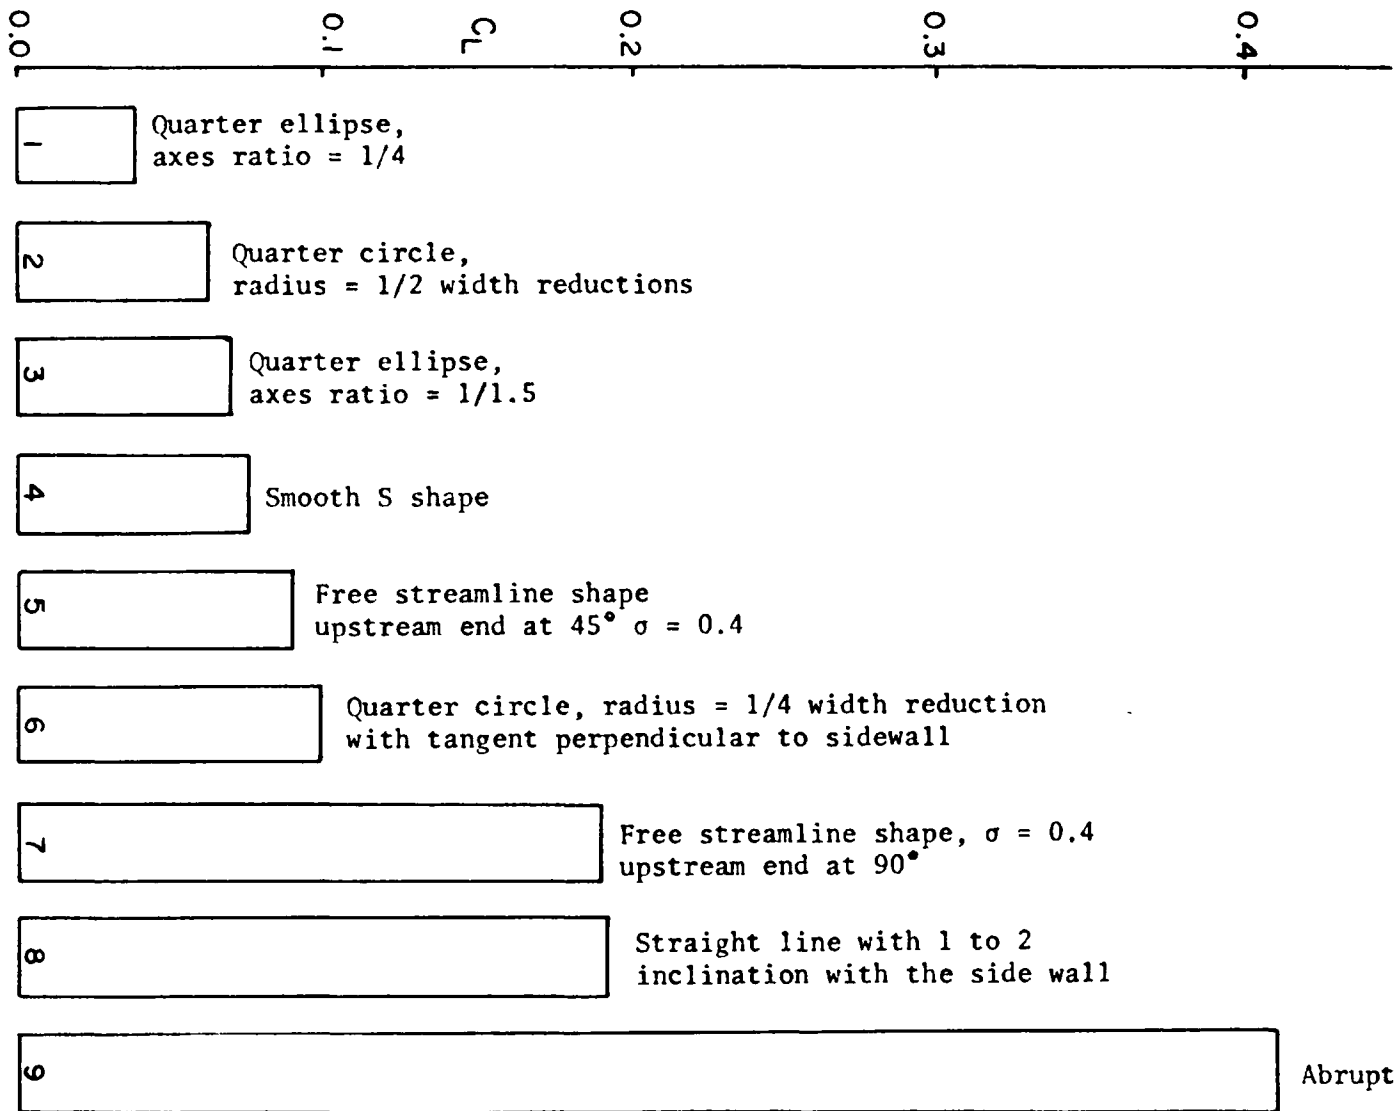 0.0 0.1 CL 0.2 0.3 0.4
1
Quarter ellipse,
axes ratio = 1/4
2
Quarter circle,
radius = 1/2 width reductions
3
Quarter ellipse,
axes ratio = 1/1.5
4
Smooth S shape
5
Free streamline shape
upstream end at 45° σ = 0.4
6
Quarter circle, radius = 1/4 width reduction
with tangent perpendicular to sidewall
7
Free streamline shape, σ = 0.4
upstream end at 90°
8
Straight line with 1 to 2
inclination with the side wall
9
Abrupt